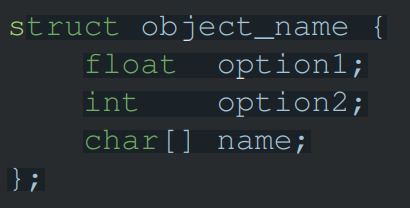 struct object_name {
    float  option1;
    int    option2;
    char[] name;
};